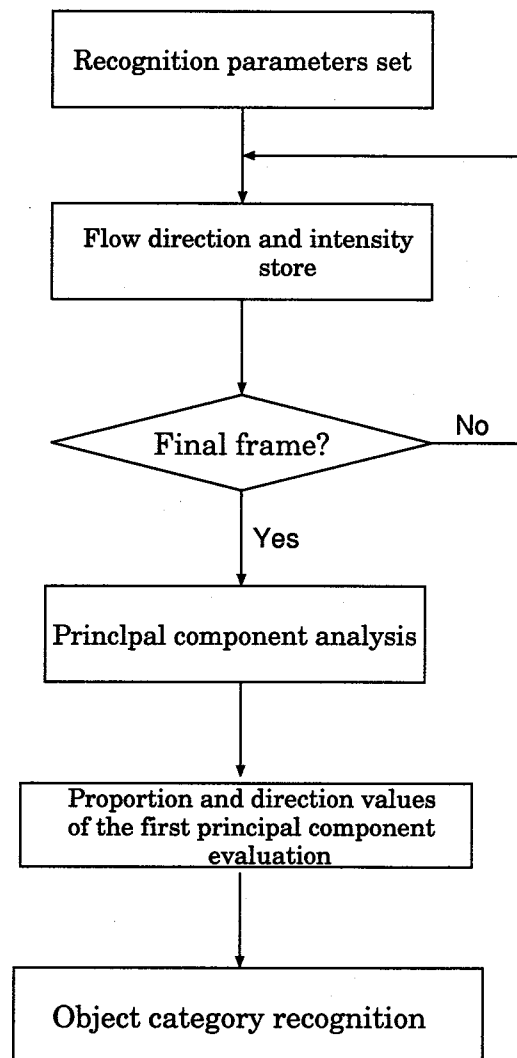 Recognition parameters set
Flow direction and intensity
store
Final frame?
No
Yes
Princlpal component analysis
Proportion and direction values
of the first principal component
evaluation
Object category recognition